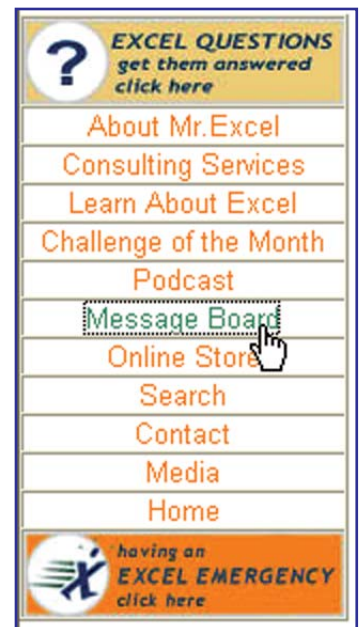 ?
EXCEL QUESTIONS
get them answered
click here
About Mr.Excel
Consulting Services
Learn About Excel
Challenge of the Month
Podcast
Message Board
Online Store
Search
Contact
Media
Home
having an
EXCEL EMERGENCY
click here